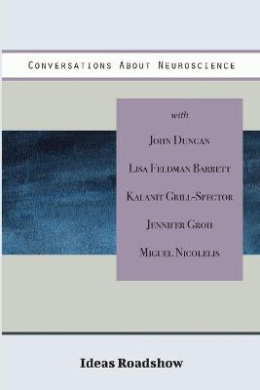 CONVERSATIONS ABOUT NEUROSCIENCE
with
JOHN DUNCAN
LISA FELDMAN BARRETT
KALANIT GRILL-SPECTOR
JENNIFER GROH
MIGUEL NICOLELIS
Ideas Roadshow